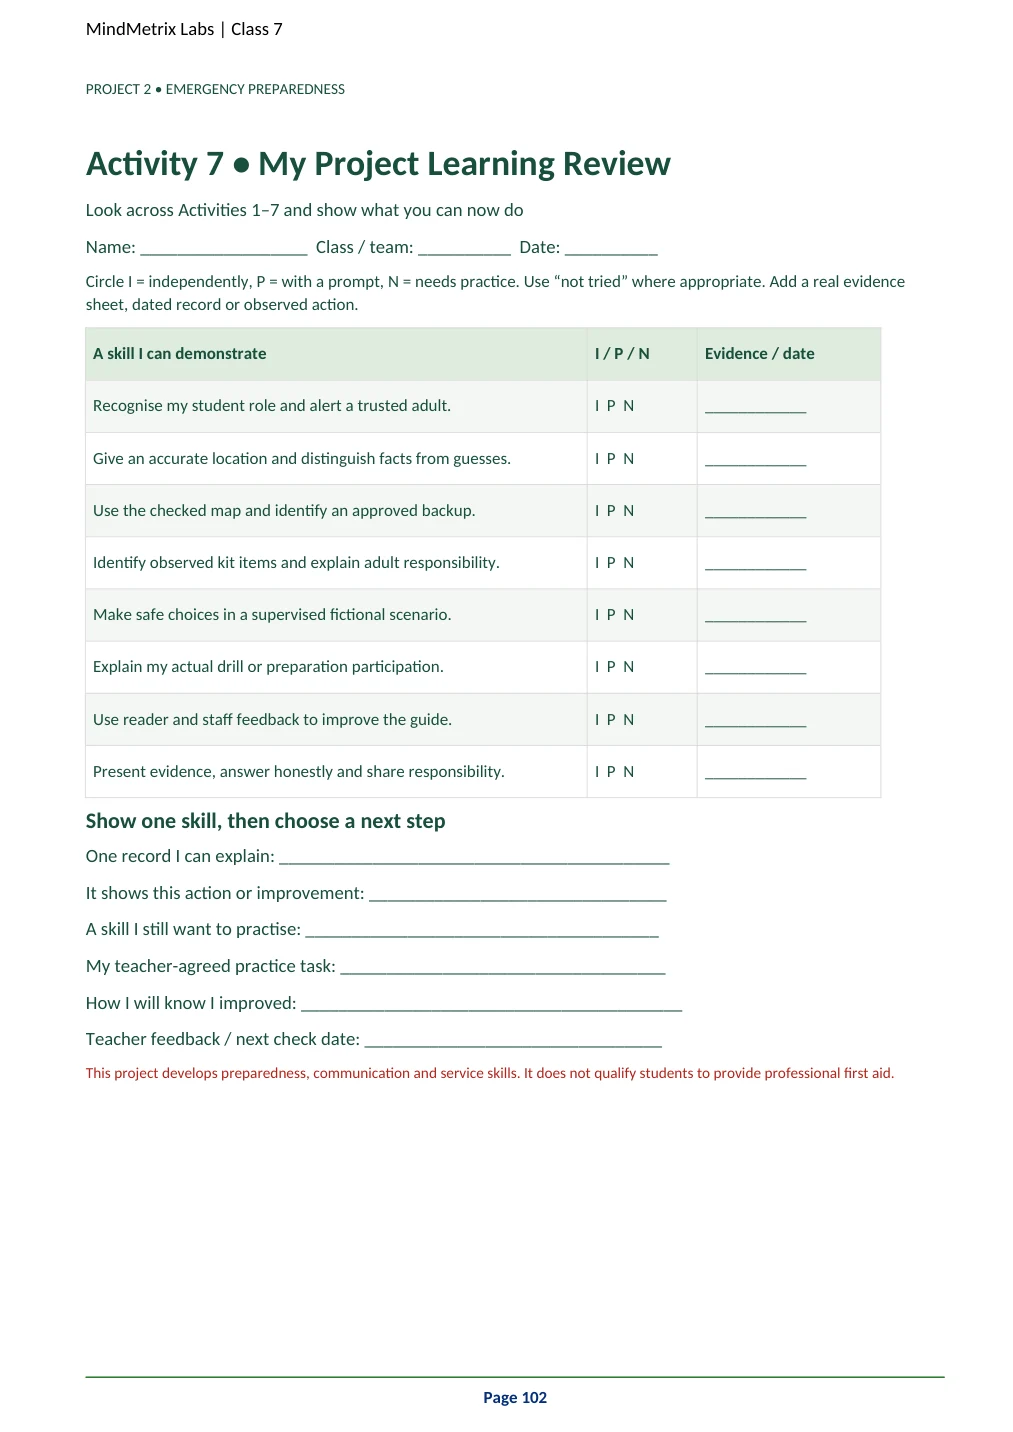 MindMetrix Labs | Class 7
PROJECT 2 • EMERGENCY PREPAREDNESS
Activity 7 • My Project Learning Review
Look across Activities 1–7 and show what you can now do
Name: __________________ Class / team: __________ Date: __________
Circle I = independently, P = with a prompt, N = needs practice. Use “not tried” where appropriate. Add a real evidence
sheet, dated record or observed action.
A skill I can demonstrate I / P / N Evidence / date
Recognise my student role and alert a trusted adult. I P N ____________
Give an accurate location and distinguish facts from guesses. I P N ____________
Use the checked map and identify an approved backup. I P N ____________
Identify observed kit items and explain adult responsibility. I P N ____________
Make safe choices in a supervised fictional scenario. I P N ____________
Explain my actual drill or preparation participation. I P N ____________
Use reader and staff feedback to improve the guide. I P N ____________
Present evidence, answer honestly and share responsibility. I P N ____________
Show one skill, then choose a next step
One record I can explain: __________________________________________
It shows this action or improvement: ________________________________
A skill I still want to practise: ______________________________________
My teacher-agreed practice task: ___________________________________
How I will know I improved: _________________________________________
Teacher feedback / next check date: ________________________________
This project develops preparedness, communication and service skills. It does not qualify students to provide professional first aid.
Page 102